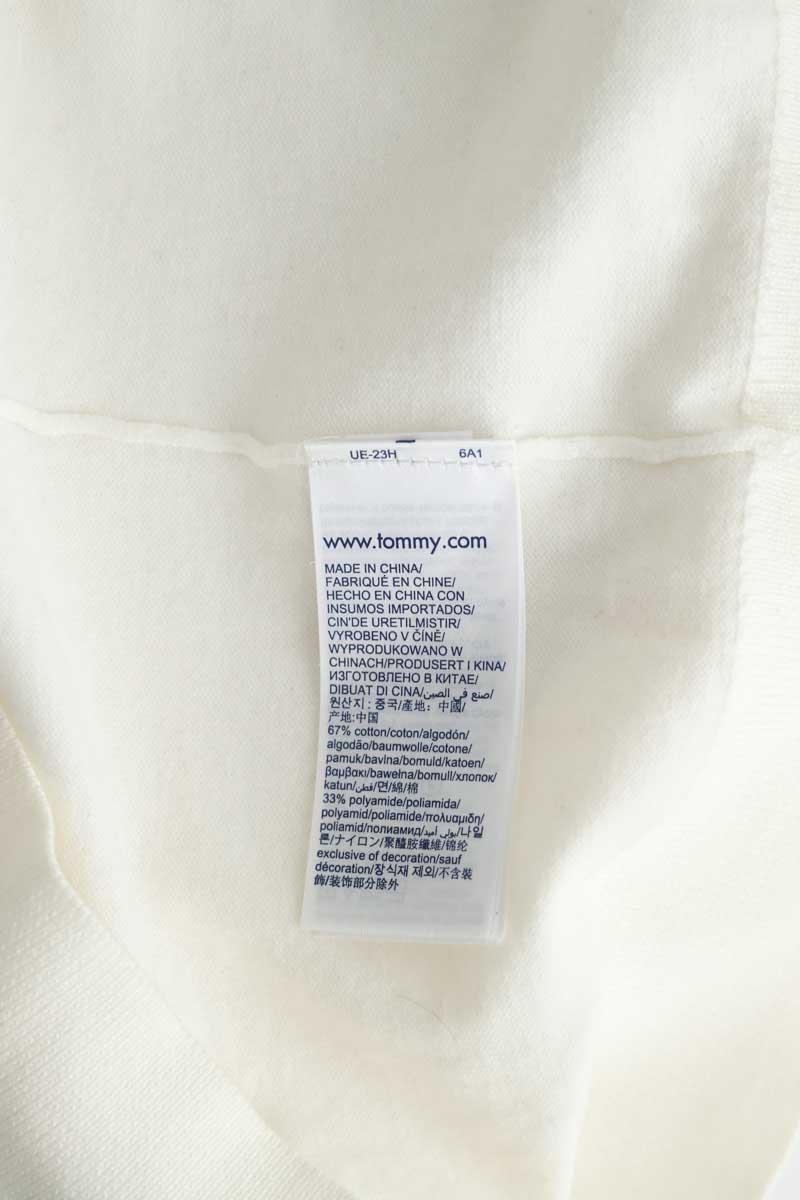 UE-23H 6A1
www.tommy.com
MADE IN CHINA/
FABRIQUÉ EN CHINE/
HECHO EN CHINA CON
INSUMOS IMPORTADOS/
CIN'DE URETILMISTIR/
VYROBENO V ČÍNĚ/
WYPRODUKOWANO W
CHINACH/PRODUSERT I KINA/
ИЗГОТОВЛЕНО В КИТАЕ/
DIBUAT DI CINA/صنع في الصين/
원산지 : 중국/產地：中國/
产地:中国
67% cotton/coton/algodón/
algodão/baumwolle/cotone/
pamuk/bavlna/bomuld/katoen/
βαμβακι/bawełna/bomull/хлопок/
katun/قطن/면/綿/棉
33% polyamide/poliamida/
polyamid/poliamide/πολυαμιδη/
poliamid/полиамид/بولي أميد/나일
론/ナイロン/聚醯胺纖維/锦纶
exclusive of decoration/sauf
décoration/장식재 제외/不含裝
飾/装饰部分除外